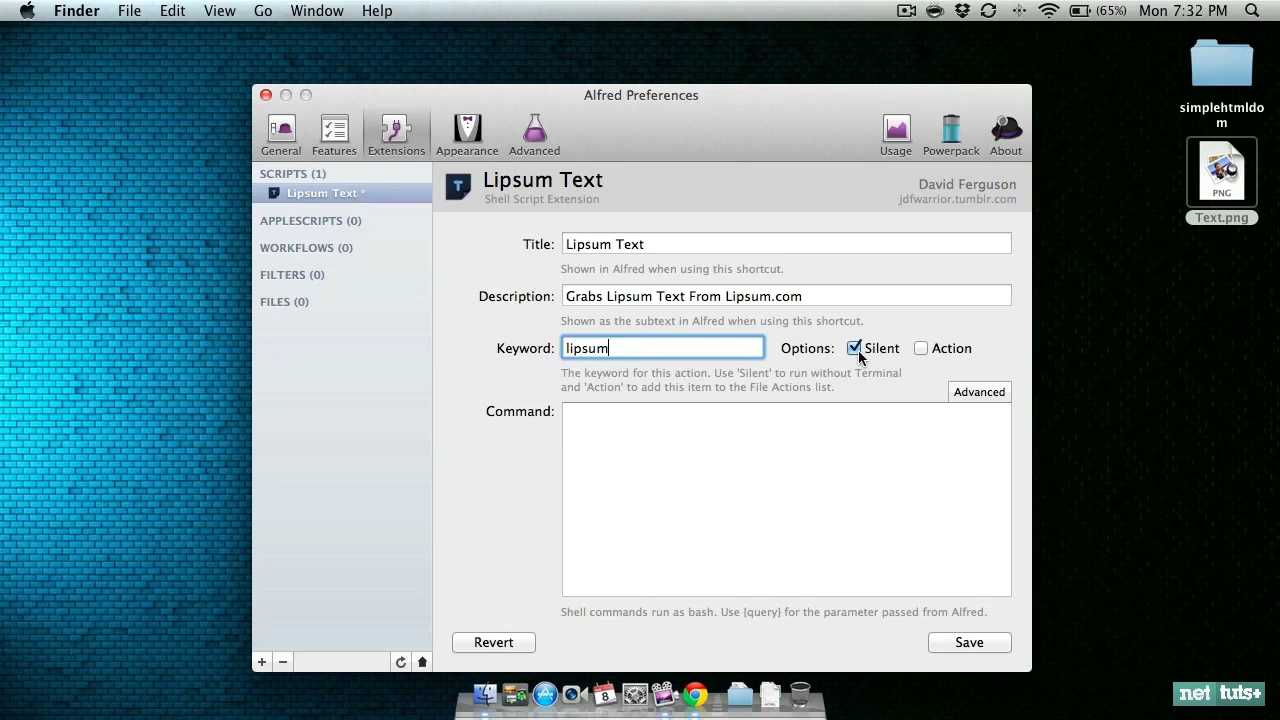 Finder File Edit View Go Window Help
(65%) Mon 7:32 PM
simplehtmldo
m
PNG
Text.png
Alfred Preferences
General Features Extensions Appearance Advanced Usage Powerpack About
SCRIPTS (1)
T Lipsum Text *
APPLESCRIPTS (0)
WORKFLOWS (0)
FILTERS (0)
FILES (0)
T Lipsum Text David Ferguson
Shell Script Extension jdfwarrior.tumblr.com
Title: Lipsum Text
Shown in Alfred when using this shortcut.
Description: Grabs Lipsum Text From Lipsum.com
Shown as the subtext in Alfred when using this shortcut.
Keyword: lipsum Options: Silent Action
The keyword for this action. Use 'Silent' to run without Terminal
and 'Action' to add this item to the File Actions list.
Advanced
Command:
Shell commands run as bash. Use {query} for the parameter passed from Alfred.
Revert Save
8
net tuts+